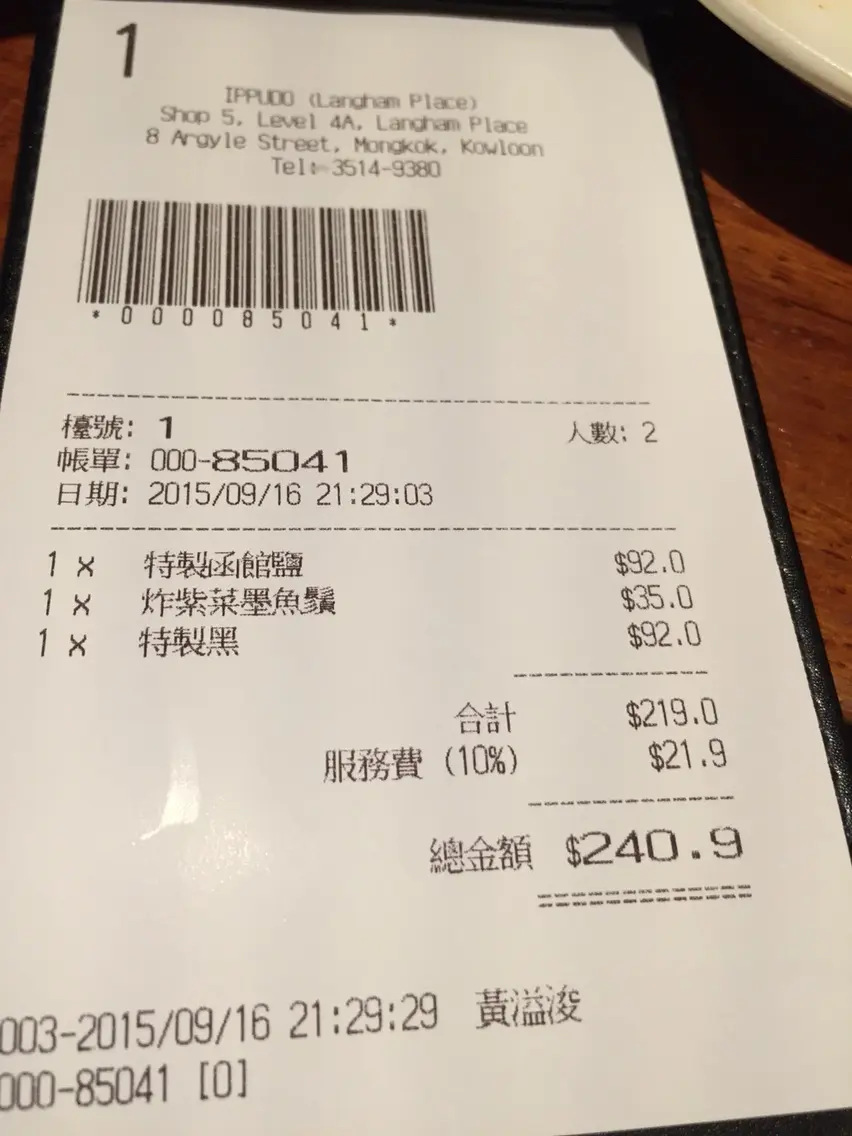 1
IPPUDO (Langham Place)
Shop 5, Level 4A, Langham Place
8 Argyle Street, Mongkok, Kowloon
Tel: 3514-9380
*00085041*
檯號: 1 人數: 2
帳單: 000-85041
日期: 2015/09/16 21:29:03
1 x 特製函館鹽 $92.0
1 x 炸紫菜墨魚鬚 $35.0
1 x 特製黑 $92.0
合計 $219.0
服務費 (10%) $21.9
總金額 $240.9
003-2015/09/16 21:29:29 黃溢浚
000-85041 [0]